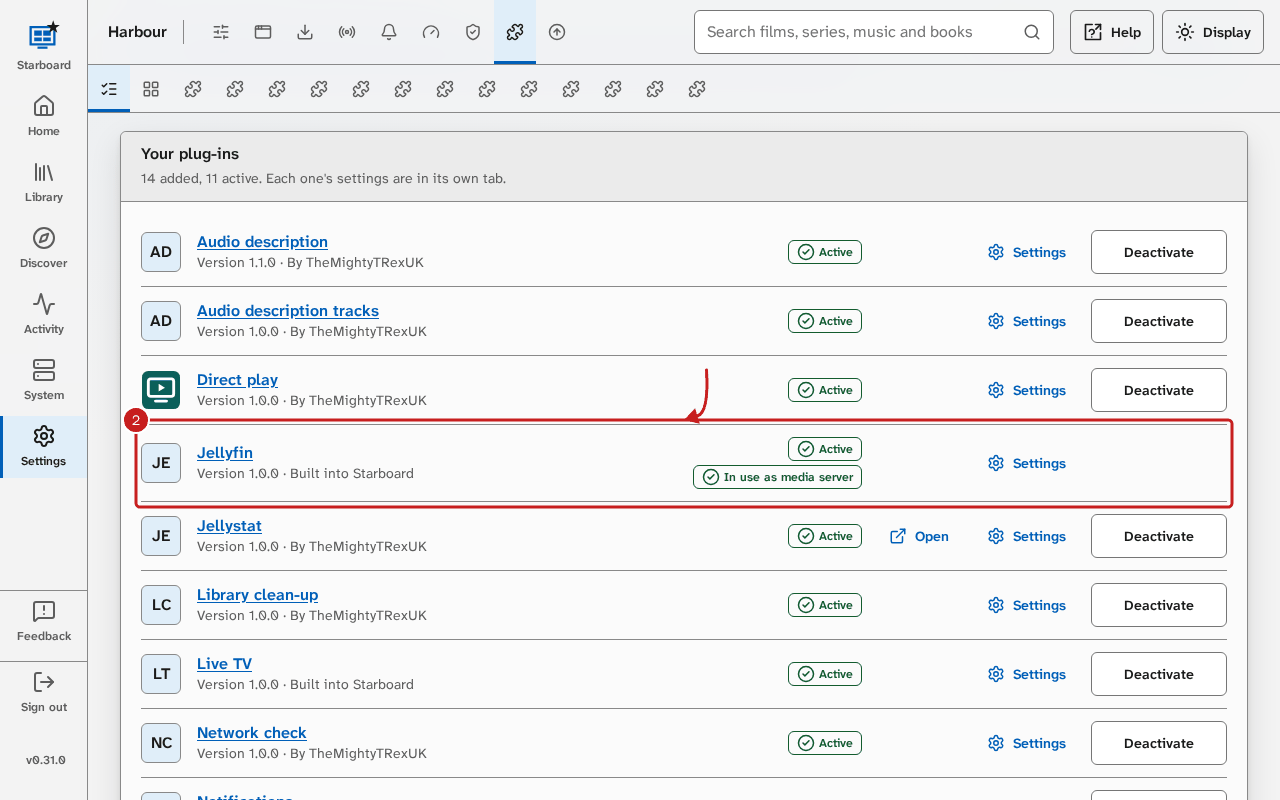 Starboard
Home
Library
Discover
Activity
System
Settings
Feedback
Sign out
v0.31.0
Harbour
Search films, series, music and books
Help
Display
Your plug-ins
14 added, 11 active. Each one's settings are in its own tab.
AD
Audio description
Version 1.1.0 · By TheMightyTRexUK
Active
Settings
Deactivate
AD
Audio description tracks
Version 1.0.0 · By TheMightyTRexUK
Active
Settings
Deactivate
Direct play
Version 1.0.0 · By TheMightyTRexUK
Active
Settings
Deactivate
2
JE
Jellyfin
Version 1.0.0 · Built into Starboard
Active
In use as media server
Settings
JE
Jellystat
Version 1.0.0 · By TheMightyTRexUK
Active
Open
Settings
Deactivate
LC
Library clean-up
Version 1.0.0 · By TheMightyTRexUK
Active
Settings
Deactivate
LT
Live TV
Version 1.0.0 · Built into Starboard
Active
Settings
Deactivate
NC
Network check
Version 1.0.0 · By TheMightyTRexUK
Active
Settings
Deactivate